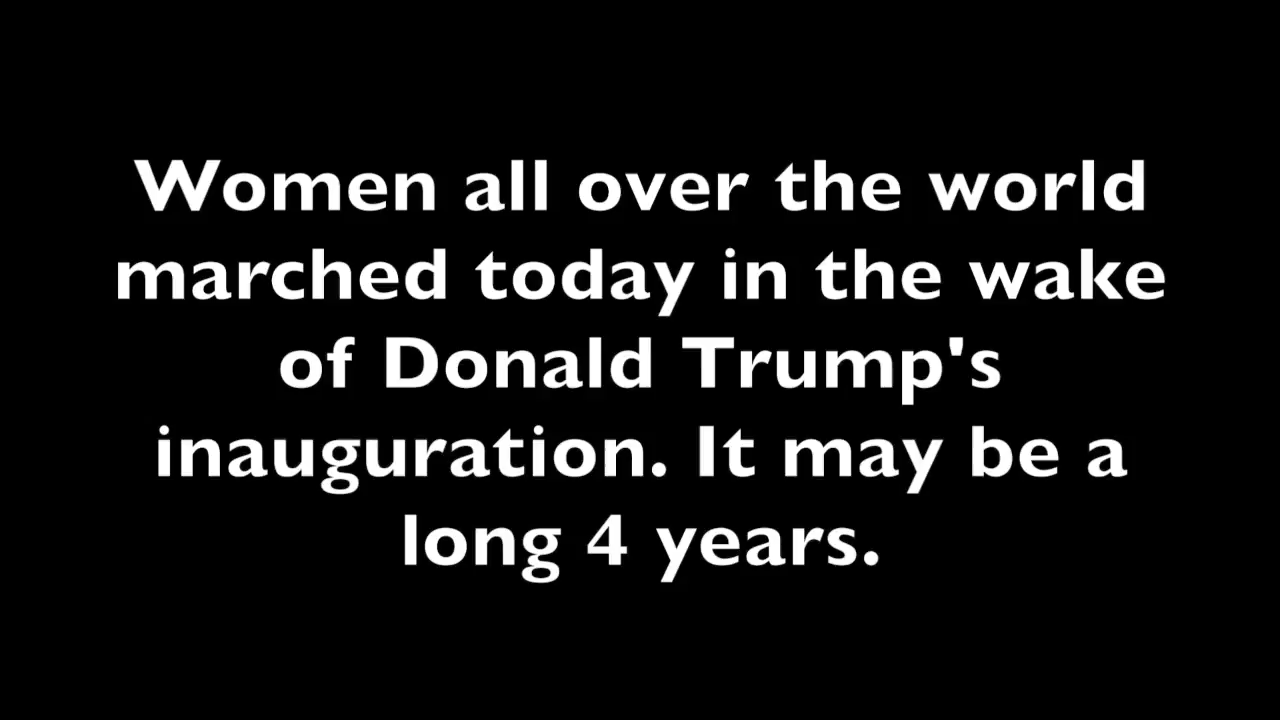 Women all over the world
marched today in the wake
of Donald Trump's
inauguration. It may be a
long 4 years.